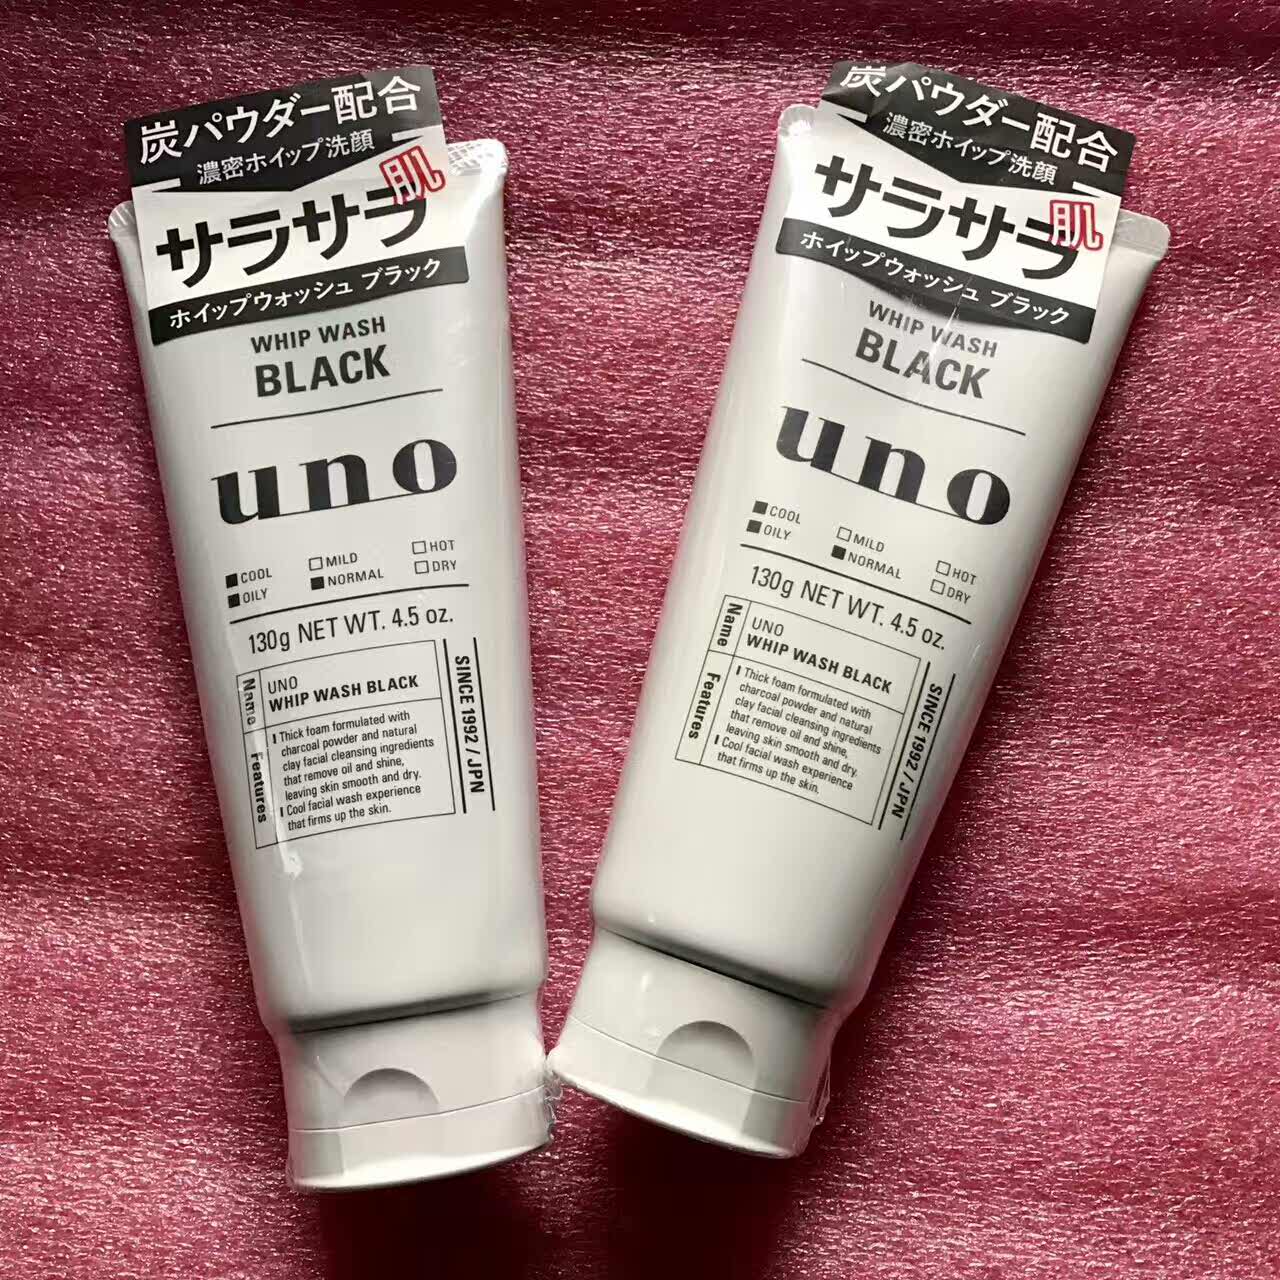 炭パウダー配合
濃密ホイップ洗顔
サラサラ肌
ホイップウォッシュ ブラック
WHIP WASH
BLACK
uno
COOL MILD HOT
OILY NORMAL DRY
130g NET WT. 4.5 oz.
Name
UNO
WHIP WASH BLACK
Features
Thick foam formulated with
charcoal powder and natural
clay facial cleansing ingredients
that remove oil and shine,
leaving skin smooth and dry.
Cool facial wash experience
that firms up the skin.
SINCE 1992 / JPN
炭パウダー配合
濃密ホイップ洗顔
サラサラ肌
ホイップウォッシュ ブラック
WHIP WASH
BLACK
uno
COOL MILD HOT
OILY NORMAL DRY
130g NET WT. 4.5 oz.
Name
UNO
WHIP WASH BLACK
Features
Thick foam formulated with
charcoal powder and natural
clay facial cleansing ingredients
that remove oil and shine,
leaving skin smooth and dry.
Cool facial wash experience
that firms up the skin.
SINCE 1992 / JPN